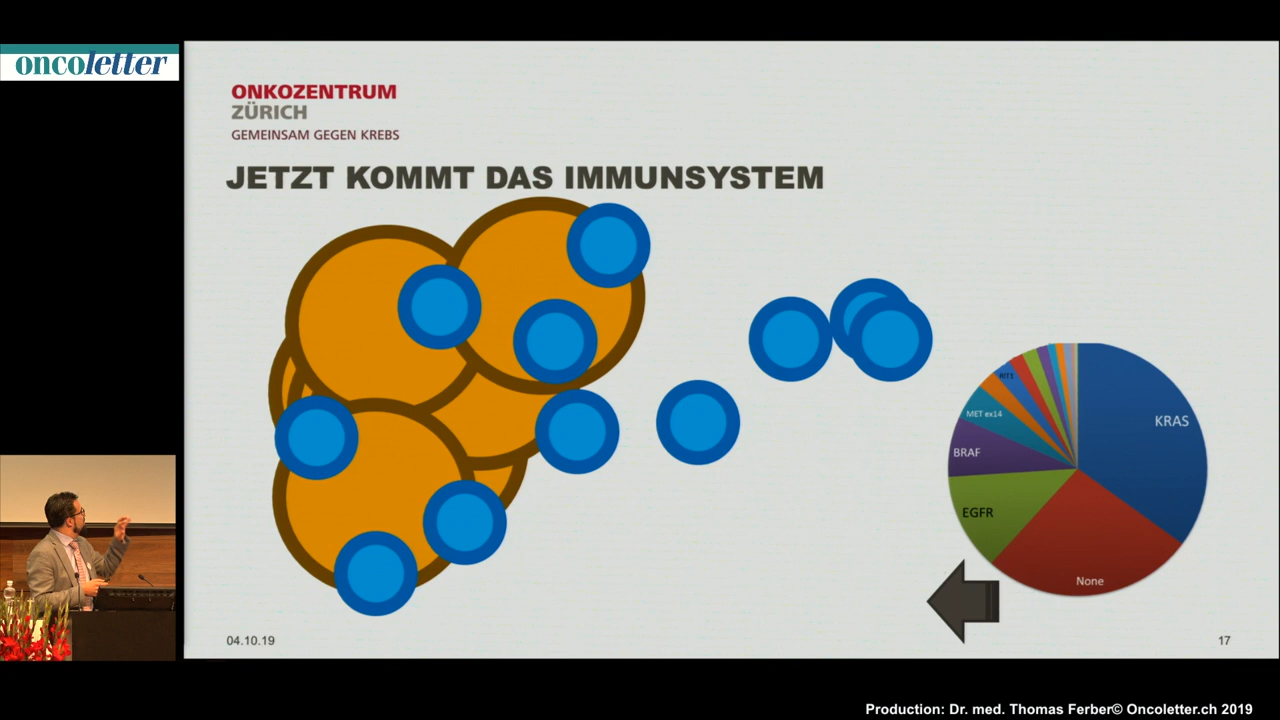 oncoletter
ONKOZENTRUM
ZÜRICH
GEMEINSAM GEGEN KREBS
JETZT KOMMT DAS IMMUNSYSTEM
RIT1
MET ex14
BRAF
EGFR
KRAS
None
04.10.19
17
Production: Dr. med. Thomas Ferber© Oncoletter.ch 2019